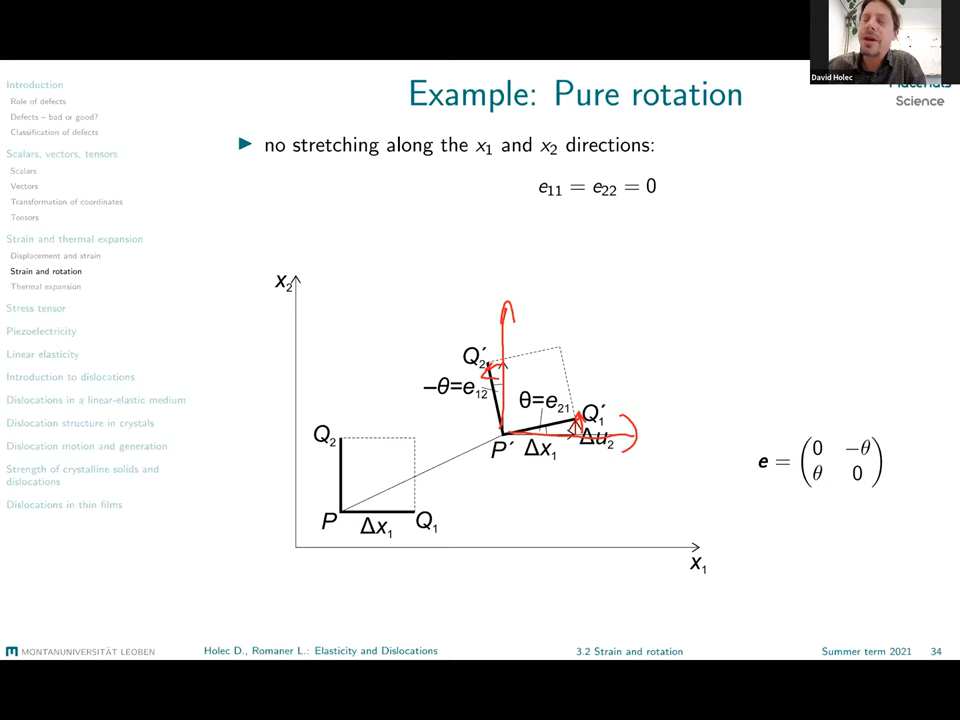 David Holec
Materials
Science
Introduction
Role of defects
Defects – bad or good?
Classification of defects
Scalars, vectors, tensors
Scalars
Vectors
Transformation of coordinates
Tensors
Strain and thermal expansion
Displacement and strain
Strain and rotation
Thermal expansion
Stress tensor
Piezoelectricity
Linear elasticity
Introduction to dislocations
Dislocations in a linear-elastic medium
Dislocation structure in crystals
Dislocation motion and generation
Strength of crystalline solids and
dislocations
Dislocations in thin films
Example: Pure rotation
▶ no stretching along the x₁ and x₂ directions:
e₁₁ = e₂₂ = 0
x₂
Q₂′
–θ=e₁₂
θ=e₂₁
Q₁′
P′ Δx₁ Δu₂
Q₂
P Δx₁ Q₁
x₁
e = (0 −θ
θ 0)
MONTANUNIVERSITÄT LEOBEN
Holec D., Romaner L.: Elasticity and Dislocations
3.2 Strain and rotation
Summer term 2021 34